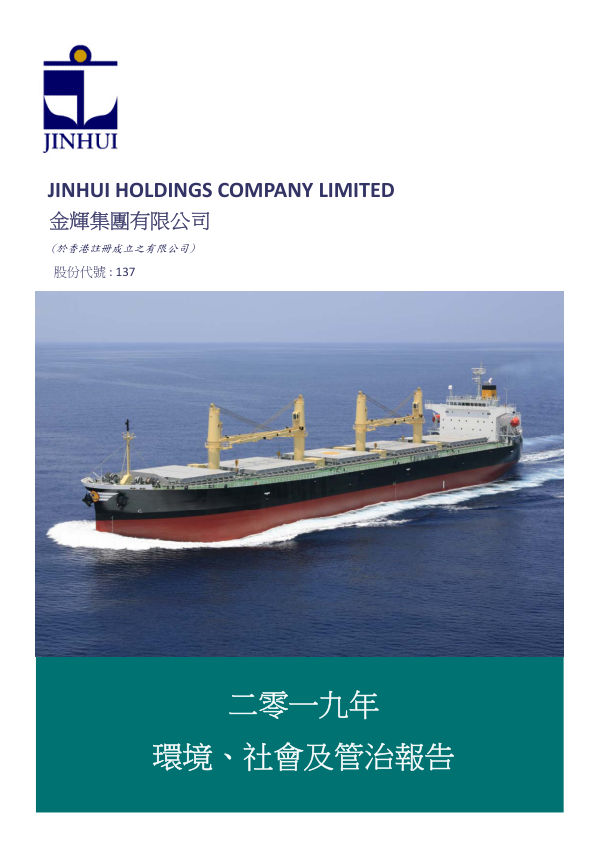 JINHUI
JINHUI HOLDINGS COMPANY LIMITED
金輝集團有限公司
（於香港註冊成立之有限公司）
股份代號 : 137
二零一九年
環境、社會及管治報告